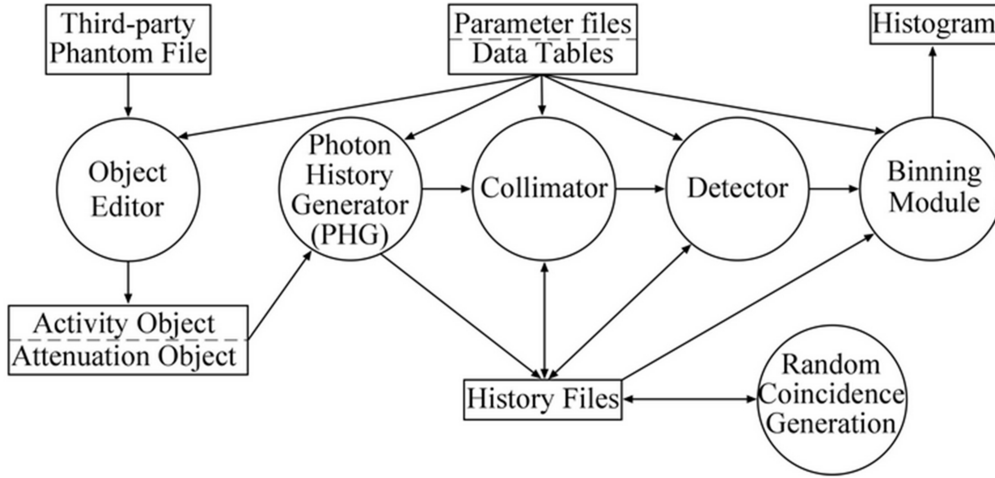 Third-party
Phantom File
Parameter files
Data Tables
Histogram
Object
Editor
Photon
History
Generator
(PHG)
Collimator
Detector
Binning
Module
Activity Object
Attenuation Object
History Files
Random
Coincidence
Generation